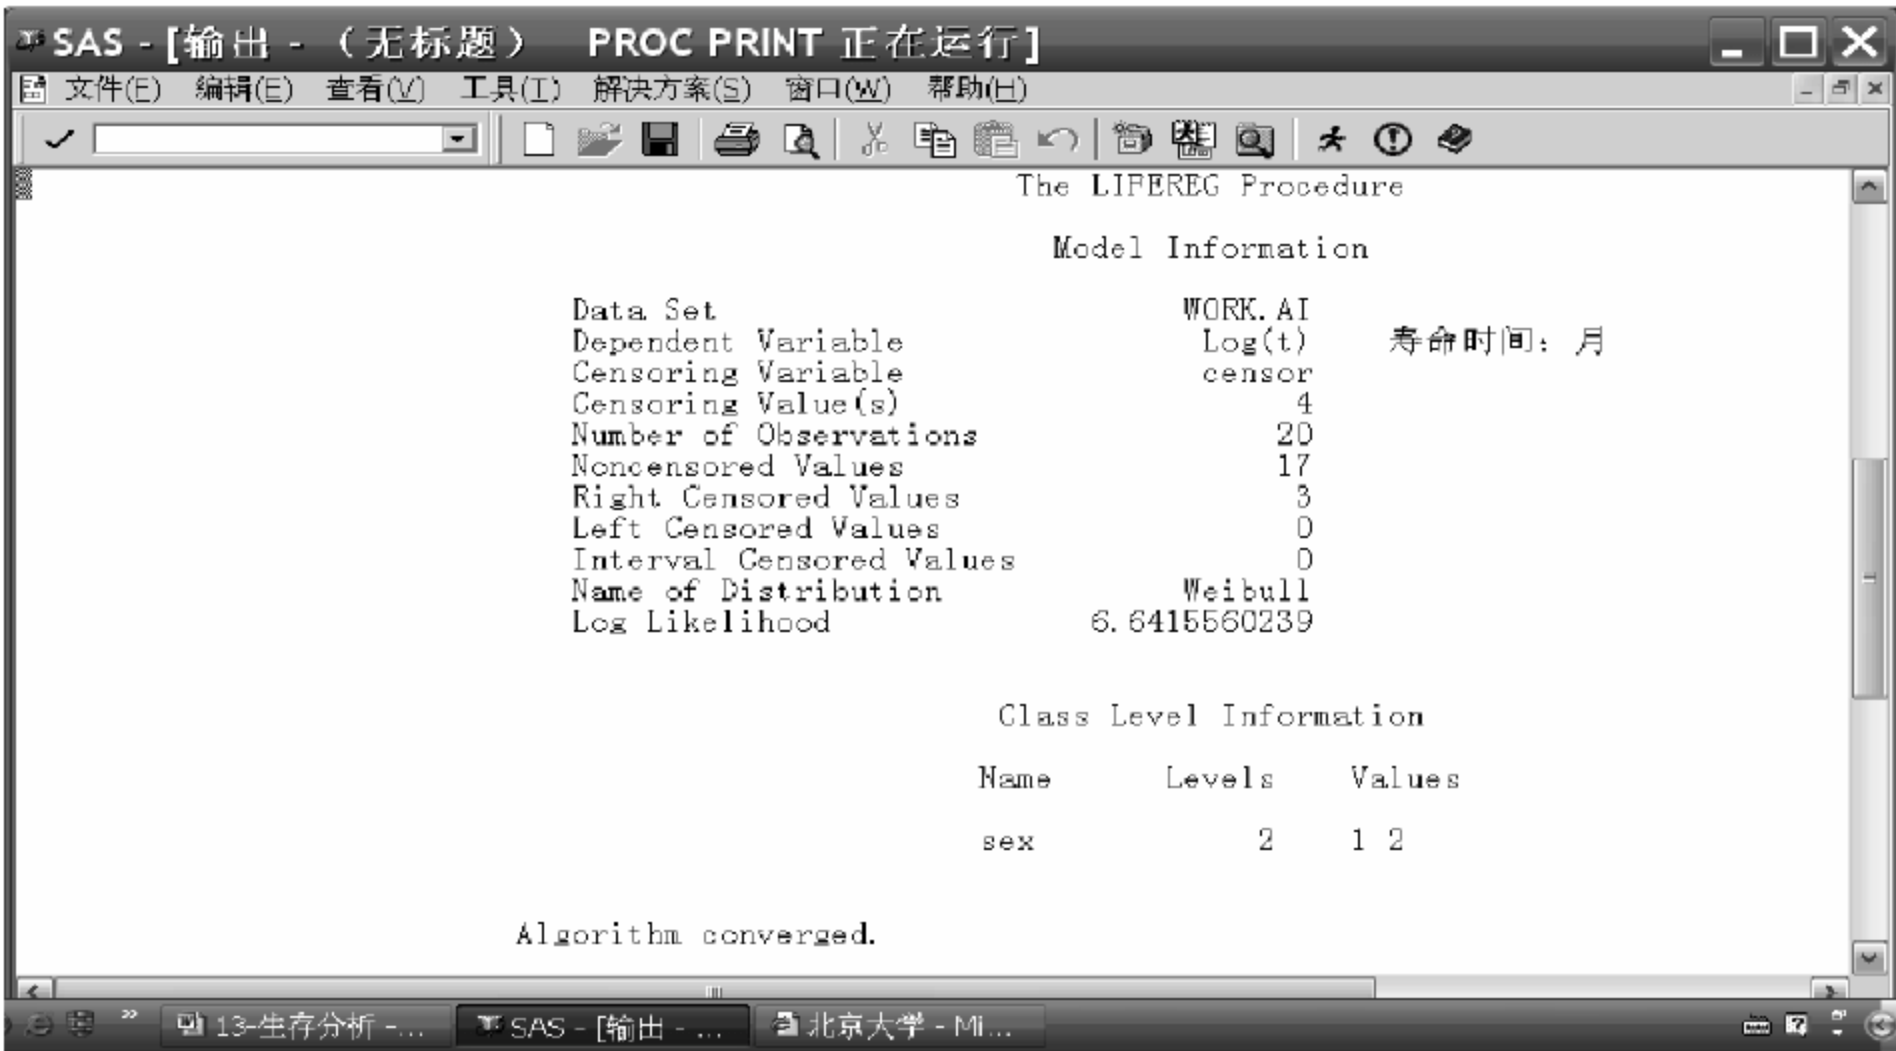 SAS - [输出 - （无标题） PROC PRINT 正在运行]
文件(F) 编辑(E) 查看(V) 工具(T) 解决方案(S) 窗口(W) 帮助(H)
The LIFEREG Procedure
Model Information
Data Set WORK.AI
Dependent Variable Log(t) 寿命时间：月
Censoring Variable censor
Censoring Value(s) 4
Number of Observations 20
Noncensored Values 17
Right Censored Values 3
Left Censored Values 0
Interval Censored Values 0
Name of Distribution Weibull
Log Likelihood 6.6415560239
Class Level Information
Name Levels Values
sex 2 1 2
Algorithm converged.
13-生存分析 -... SAS - [输出 - ... 北京大学 - Mi...